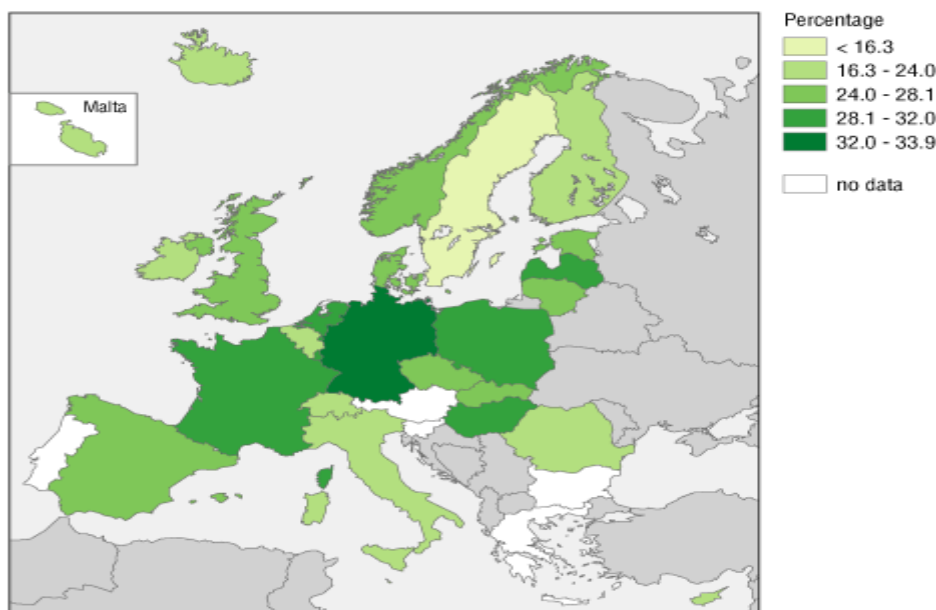 Percentage
< 16.3
16.3 - 24.0
24.0 - 28.1
28.1 - 32.0
32.0 - 33.9
no data
Malta